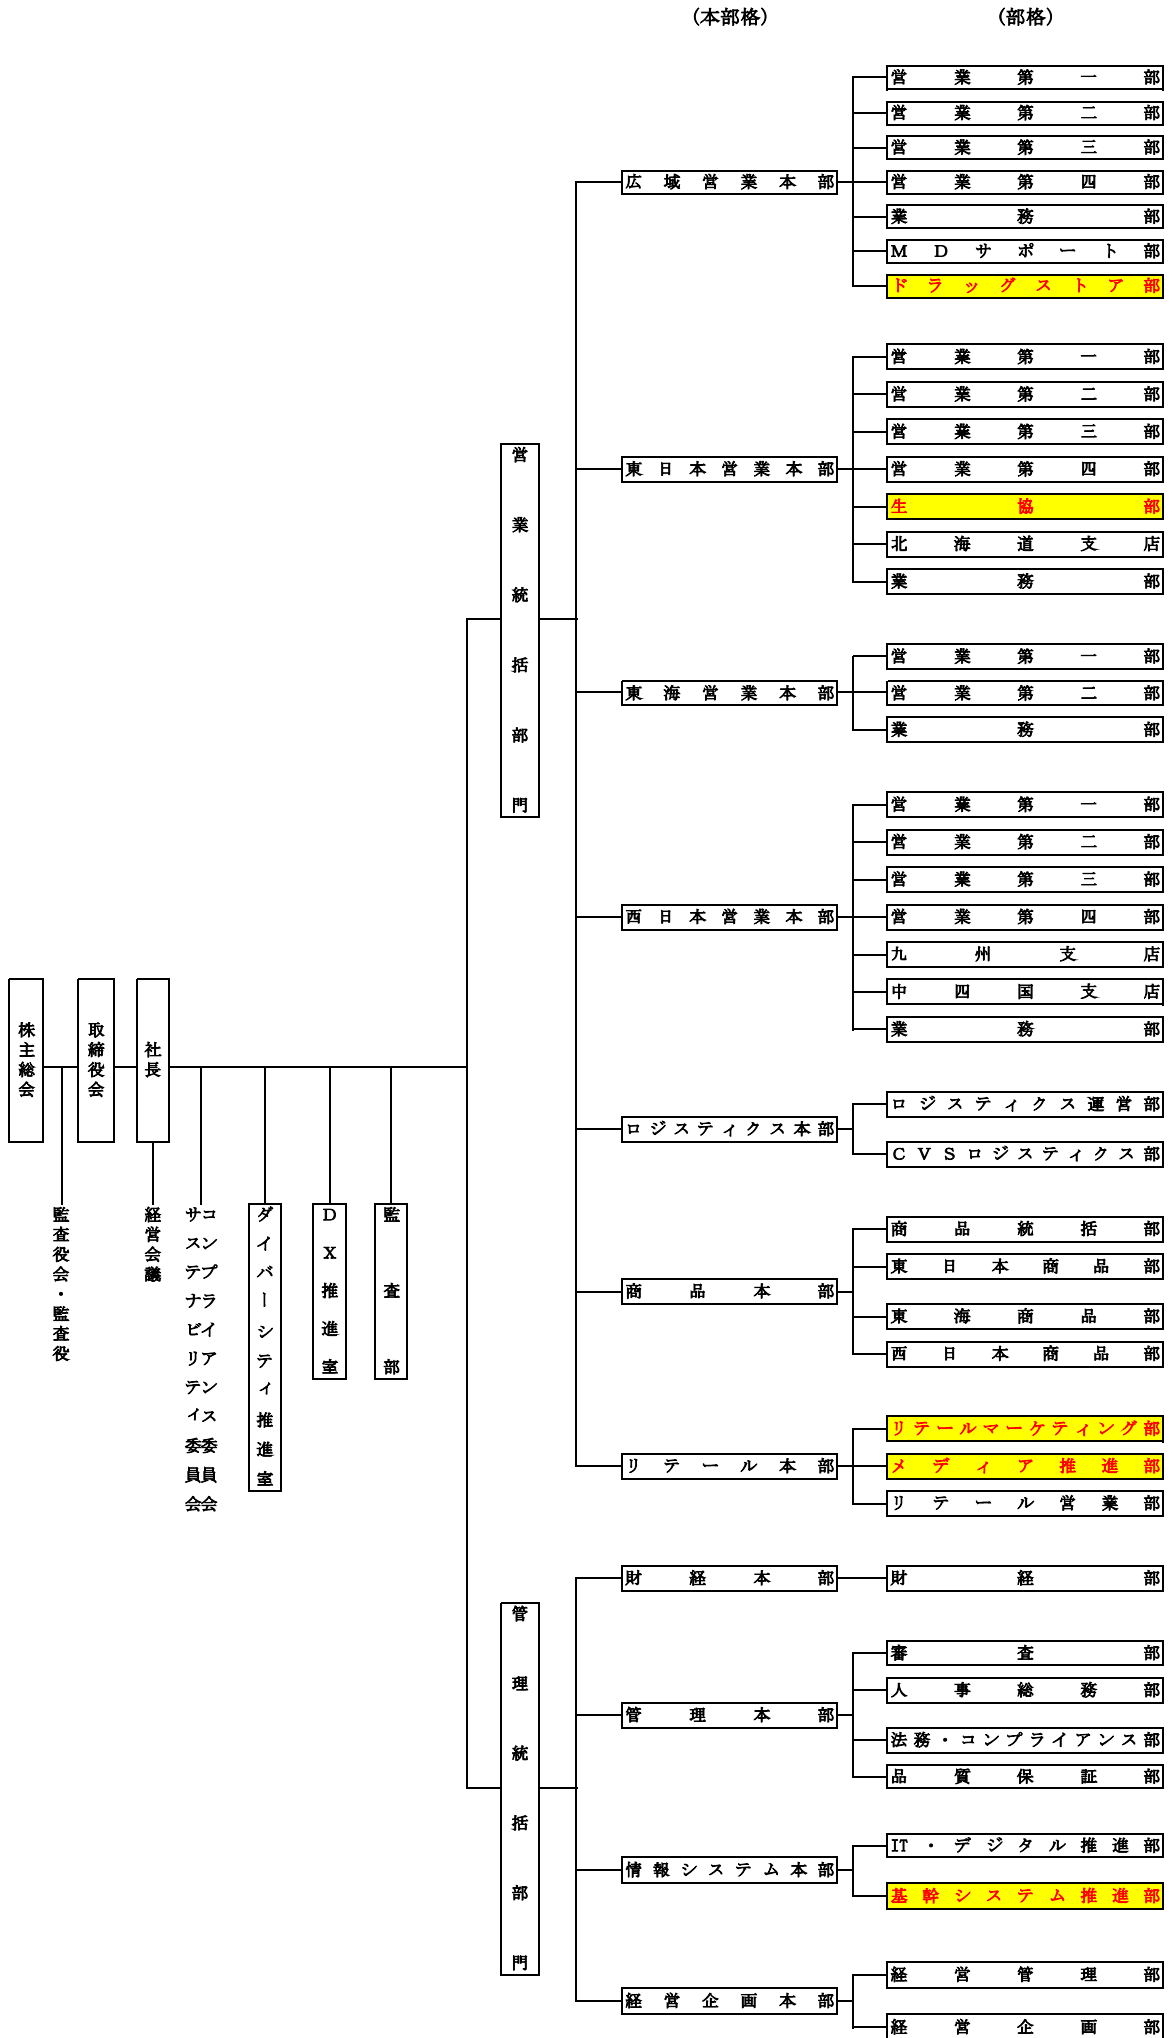 (本部格)
(部格)
営業第一部
営業第二部
営業第三部
広域営業本部
営業第四部
業務部
MDサポート部
ドラッグストア部
営業第一部
営業第二部
営業第三部
東日本営業本部
営業第四部
生協部
北海道支店
業務部
営業統括部門
営業第一部
東海営業本部
営業第二部
業務部
営業第一部
営業第二部
営業第三部
西日本営業本部
営業第四部
九州支店
中四国支店
業務部
株主総会
取締役会
社長
監査役会・監査役
経営会議
コンプライアンス委員会
サステナビリティ委員会
ダイバーシティ推進室
DX推進室
監査部
ロジスティクス本部
ロジスティクス運営部
CVSロジスティクス部
商品本部
商品統括部
東日本商品部
東海商品部
西日本商品部
リテール本部
リテールマーケティング部
メディア推進部
リテール営業部
管理統括部門
財経本部
財経部
管理本部
審査部
人事総務部
法務・コンプライアンス部
品質保証部
情報システム本部
IT・デジタル推進部
基幹システム推進部
経営企画本部
経営管理部
経営企画部